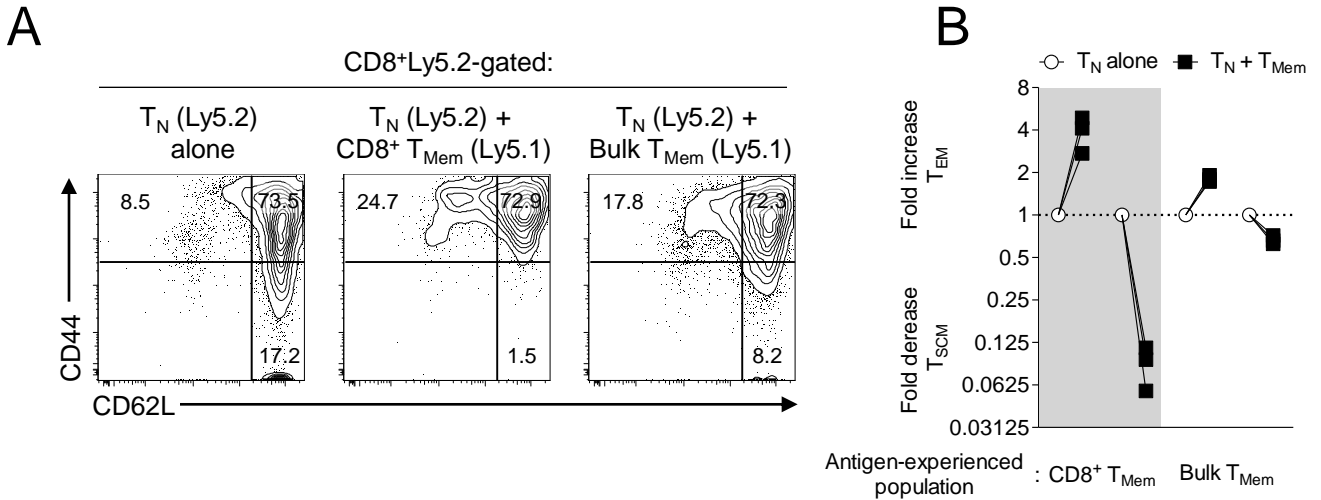 A
CD8⁺Ly5.2-gated:
T_N (Ly5.2)
alone
T_N (Ly5.2) +
CD8⁺ T_Mem (Ly5.1)
T_N (Ly5.2) +
Bulk T_Mem (Ly5.1)
8.5
73.5
17.2
24.7
72.9
1.5
17.8
72.3
8.2
CD44
CD62L
B
T_N alone
T_N + T_Mem
Fold increase
T_EM
Fold derease
T_SCM
8
4
2
1
0.5
0.25
0.125
0.0625
0.03125
Antigen-experienced
population
: CD8⁺ T_Mem
Bulk T_Mem